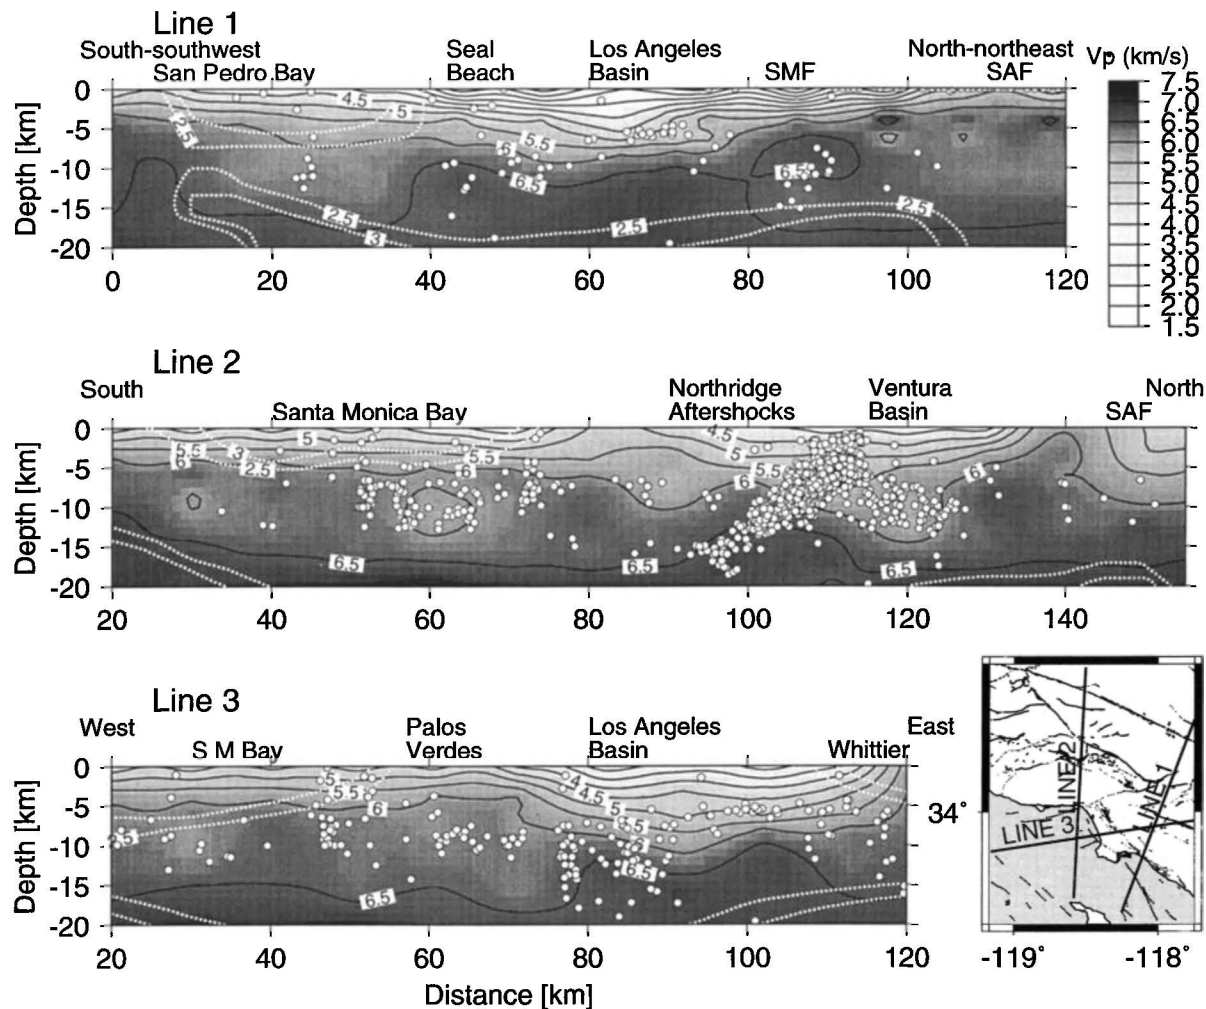 Line 1
South-southwest
San Pedro Bay
Seal
Beach
Los Angeles
Basin
SMF
North-northeast
SAF
Vp (km/s)
7.5
7.0
6.5
6.0
5.5
5.0
4.5
4.0
3.5
3.0
2.5
2.0
1.5
Depth [km]
0
-5
-10
-15
-20
2.5
4.5
5
5.5
6
6.5
6.5
2.5
3
2.5
2.5
0 20 40 60 80 100 120
Line 2
South
Santa Monica Bay
Northridge
Aftershocks
Ventura
Basin
SAF
North
Depth [km]
0
-5
-10
-15
-20
5.5
6
3
2.5
5
5.5
6
4.5
5
5.5
6
6
6.5
6.5
6.5
20 40 60 80 100 120 140
Line 3
West
S M Bay
Palos
Verdes
Los Angeles
Basin
Whittier
East
Depth [km]
0
-5
-10
-15
-20
5
5.5
6
4
4.5
5
5.5
6
6.5
6.5
20 40 60 80 100 120
Distance [km]
LINE 2
LINE 1
LINE 3
34°
-119° -118°